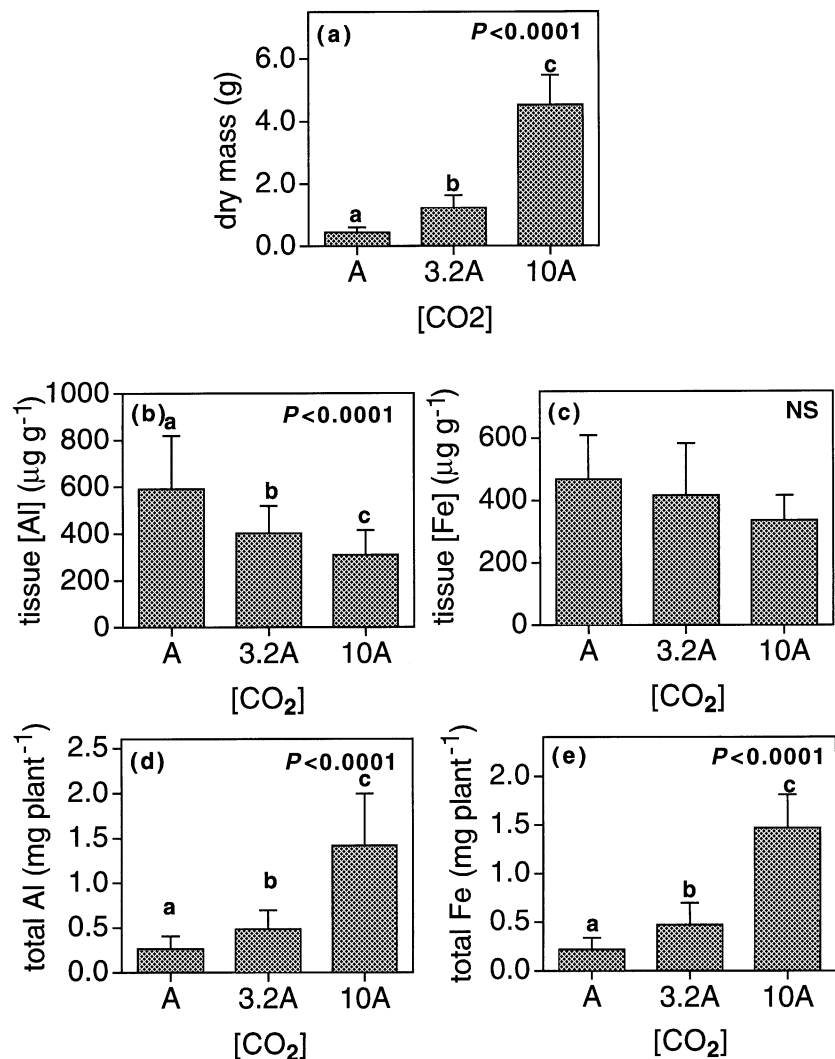 (a)
P<0.0001
dry mass (g)
6.0
4.0
2.0
0.0
a
b
c
A
3.2A
10A
[CO2]
(b)
P<0.0001
tissue [Al] (µg g⁻¹)
1000
800
600
400
200
0
a
b
c
A
3.2A
10A
[CO₂]
(c)
NS
tissue [Fe] (µg g⁻¹)
600
400
200
0
A
3.2A
10A
[CO₂]
(d)
P<0.0001
total Al (mg plant⁻¹)
2.5
2.0
1.5
1.0
0.5
0.0
a
b
c
A
3.2A
10A
[CO₂]
(e)
P<0.0001
total Fe (mg plant⁻¹)
2.0
1.5
1.0
0.5
0.0
a
b
c
A
3.2A
10A
[CO₂]